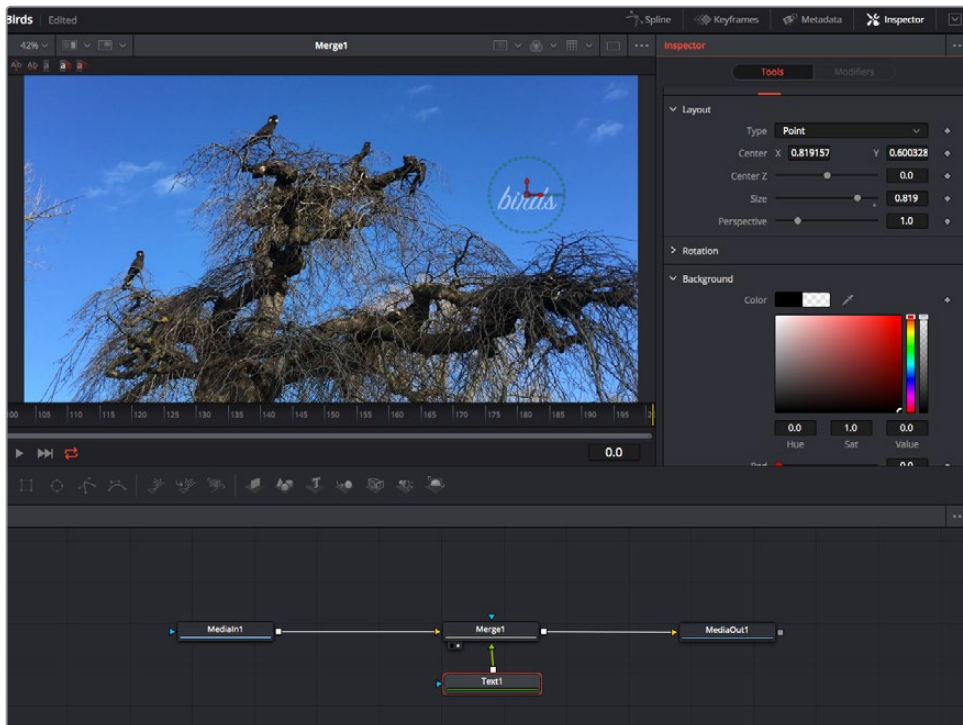 Birds Edited Spline Keyframes Metadata Inspector
42% Merge1 Inspector
Tools Modifiers
birds
Layout
Type Point
Center X 0.819157 Y 0.600328
Center Z 0.0
Size 0.819
Perspective 1.0
Rotation
Background
Color
0.0 1.0 0.0
Hue Sat Value
105 110 115 120 125 130 135 140 145 150 155 160 165 170 175 180 185 190 195
0.0
MediaIn1 Merge1 MediaOut1
Text1